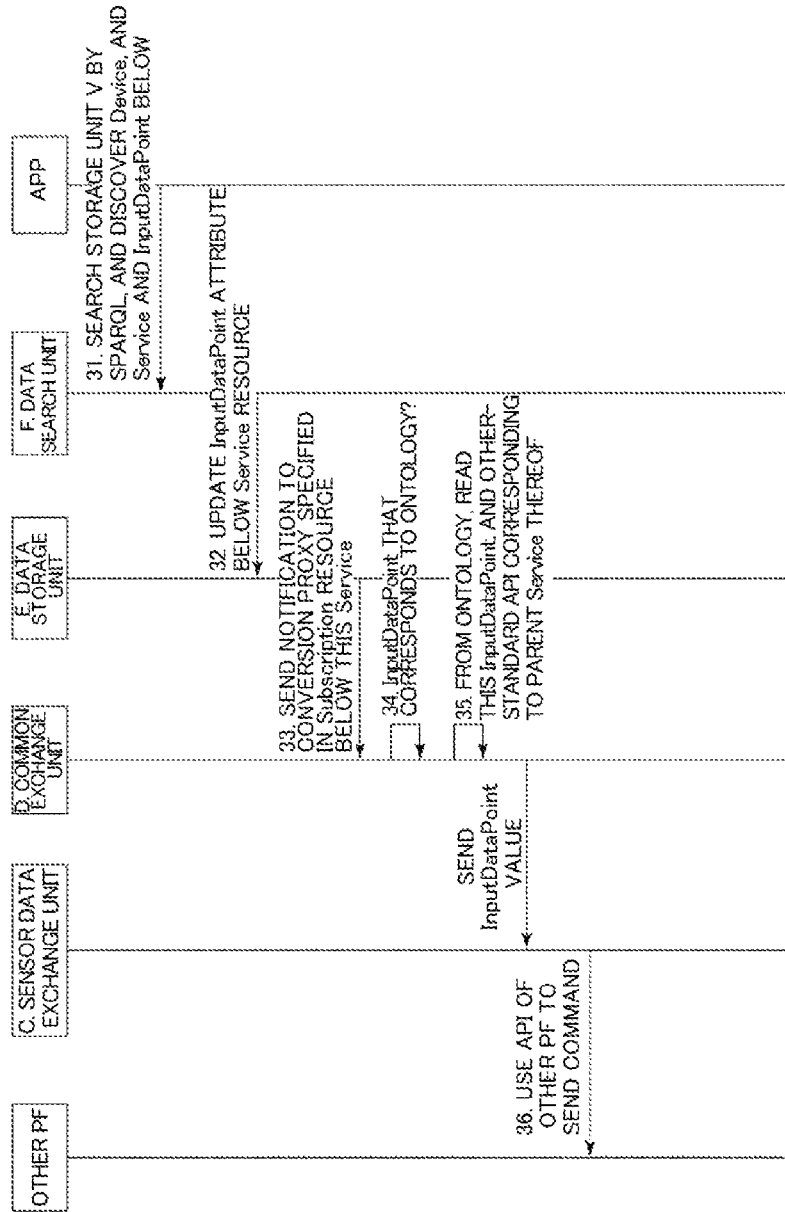 OTHER PF
C. SENSOR DATA
EXCHANGE UNIT
D. COMMON
EXCHANGE
UNIT
E. DATA
STORAGE
UNIT
F. DATA
SEARCH UNIT
APP
31. SEARCH STORAGE UNIT V BY
SPARQL, AND DISCOVER Device, AND
Service AND InputDataPoint BELOW
32. UPDATE InputDataPoint ATTRIBUTE
BELOW Service RESOURCE
33. SEND NOTIFICATION TO
CONVERSION PROXY SPECIFIED
IN Subscription RESOURCE
BELOW THIS Service
34. InputDataPoint THAT
CORRESPONDS TO ONTOLOGY?
35. FROM ONTOLOGY, READ
THIS InputDataPoint AND OTHER-
STANDARD API CORRESPONDING
TO PARENT Service THEREOF
SEND
InputDataPoint
VALUE
36. USE API OF
OTHER PF TO
SEND COMMAND